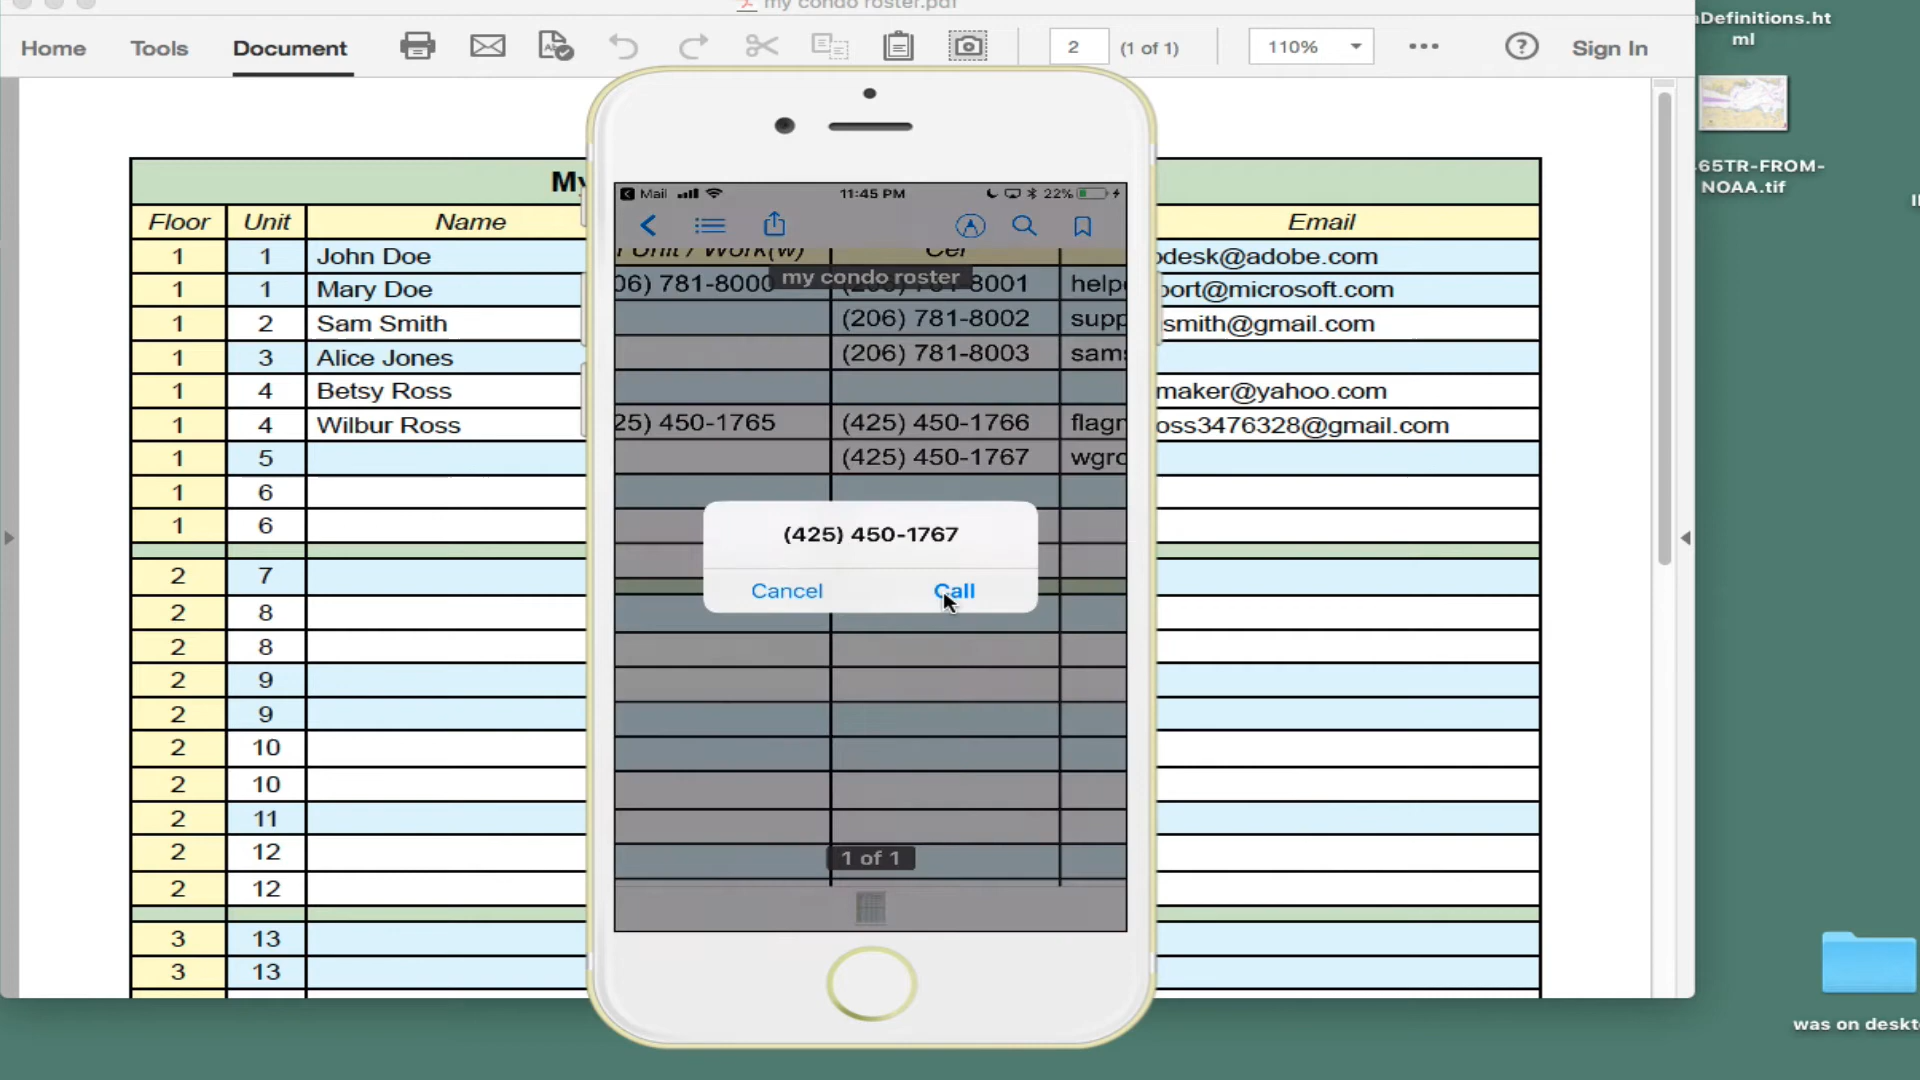 my condo roster.pdf
Home Tools Document 2 (1 of 1) 110% Sign In
Floor Unit Name Email
1 1 John Doe
1 1 Mary Doe
1 2 Sam Smith
1 3 Alice Jones
1 4 Betsy Ross
1 4 Wilbur Ross
1 5
1 6
1 6
2 7
2 8
2 8
2 9
2 9
2 10
2 10
2 11
2 12
2 12
3 13
3 13
Mail 11:45 PM 22%
Unit / Work(w)
my condo roster
06) 781-8000 8001
(206) 781-8002
(206) 781-8003
25) 450-1765 (425) 450-1766
(425) 450-1767
(425) 450-1767
Cancel Call
1 of 1
desk@adobe.com
ort@microsoft.com
smith@gmail.com
maker@yahoo.com
oss3476328@gmail.com
Definitions.ht
ml
65TR-FROM-
NOAA.tif
was on deskt